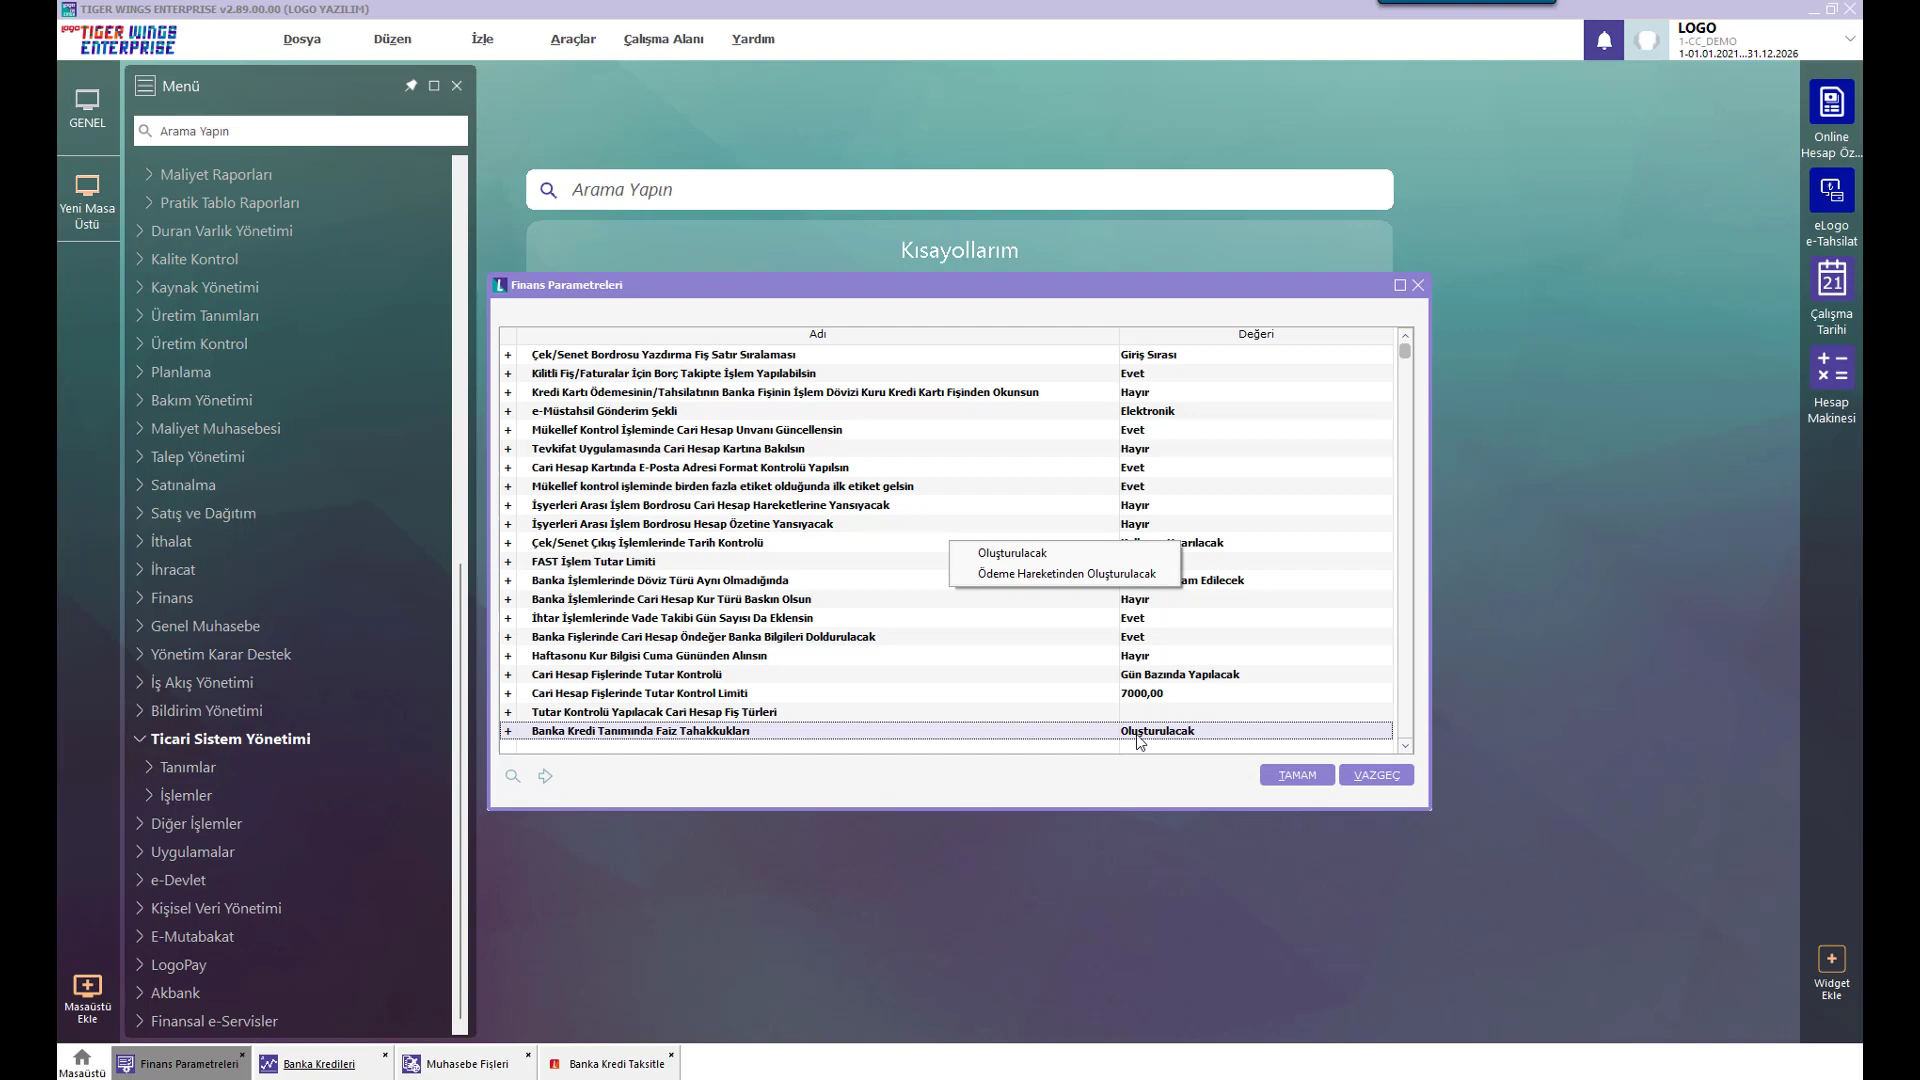 TIGER WINGS ENTERPRISE v2.89.00.00 (LOGO YAZILIM)
LOGO TIGER WINGS
ENTERPRISE
Dosya
Düzen
İzle
Araçlar
Çalışma Alanı
Yardım
LOGO
1-CC_DEMO
1-01.01.2021...31.12.2026
GENEL
Yeni Masa
Üstü
Masaüstü
Ekle
Menü
Arama Yapın
Maliyet Raporları
Pratik Tablo Raporları
Duran Varlık Yönetimi
Kalite Kontrol
Kaynak Yönetimi
Üretim Tanımları
Üretim Kontrol
Planlama
Bakım Yönetimi
Maliyet Muhasebesi
Talep Yönetimi
Satınalma
Satış ve Dağıtım
İthalat
İhracat
Finans
Genel Muhasebe
Yönetim Karar Destek
İş Akış Yönetimi
Bildirim Yönetimi
Ticari Sistem Yönetimi
Tanımlar
İşlemler
Diğer İşlemler
Uygulamalar
e-Devlet
Kişisel Veri Yönetimi
E-Mutabakat
LogoPay
Akbank
Finansal e-Servisler
Arama Yapın
Kısayollarım
Finans Parametreleri
Adı Değeri
Çek/Senet Bordrosu Yazdırma Fiş Satır Sıralaması Giriş Sırası
Kilitli Fiş/Faturalar İçin Borç Takipte İşlem Yapılabilsin Evet
Kredi Kartı Ödemesinin/Tahsilatının Banka Fişinin İşlem Dövizi Kuru Kredi Kartı Fişinden Okunsun Hayır
e-Müstahsil Gönderim Şekli Elektronik
Mükellef Kontrol İşleminde Cari Hesap Unvanı Güncellensin Evet
Tevkifat Uygulamasında Cari Hesap Kartına Bakılsın Hayır
Cari Hesap Kartında E-Posta Adresi Format Kontrolü Yapılsın Evet
Mükellef kontrol işleminde birden fazla etiket olduğunda ilk etiket gelsin Evet
İşyerleri Arası İşlem Bordrosu Cari Hesap Hareketlerine Yansıyacak Hayır
İşyerleri Arası İşlem Bordrosu Hesap Özetine Yansıyacak Hayır
Çek/Senet Çıkış İşlemlerinde Tarih Kontrolü
FAST İşlem Tutar Limiti
Banka İşlemlerinde Döviz Türü Aynı Olmadığında Edilecek
Banka İşlemlerinde Cari Hesap Kur Türü Baskın Olsun Hayır
İhtar İşlemlerinde Vade Takibi Gün Sayısı Da Eklensin Evet
Banka Fişlerinde Cari Hesap Öndeğer Banka Bilgileri Doldurulacak Evet
Haftasonu Kur Bilgisi Cuma Gününden Alınsın Hayır
Cari Hesap Fişlerinde Tutar Kontrolü Gün Bazında Yapılacak
Cari Hesap Fişlerinde Tutar Kontrol Limiti 7000,00
Tutar Kontrolü Yapılacak Cari Hesap Fiş Türleri
Banka Kredi Tanımında Faiz Tahakkukları Oluşturulacak
Oluşturulacak
Ödeme Hareketinden Oluşturulacak
TAMAM
VAZGEÇ
Online
Hesap Öz...
eLogo
e-Tahsilat
21
Çalışma
Tarihi
Hesap
Makinesi
Widget
Ekle
Masaüstü
Finans Parametreleri
Banka Kredileri
Muhasebe Fişleri
Banka Kredi Taksitle